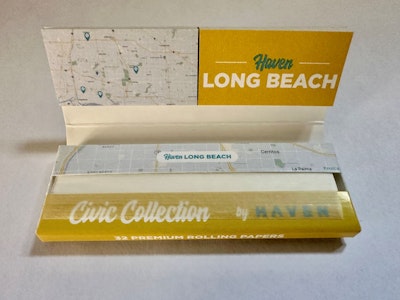 Haven
LONG BEACH
Haven LONG BEACH
Cerritos
La Palma
Civic Collection by HAVEN
32 PREMIUM ROLLING PAPERS